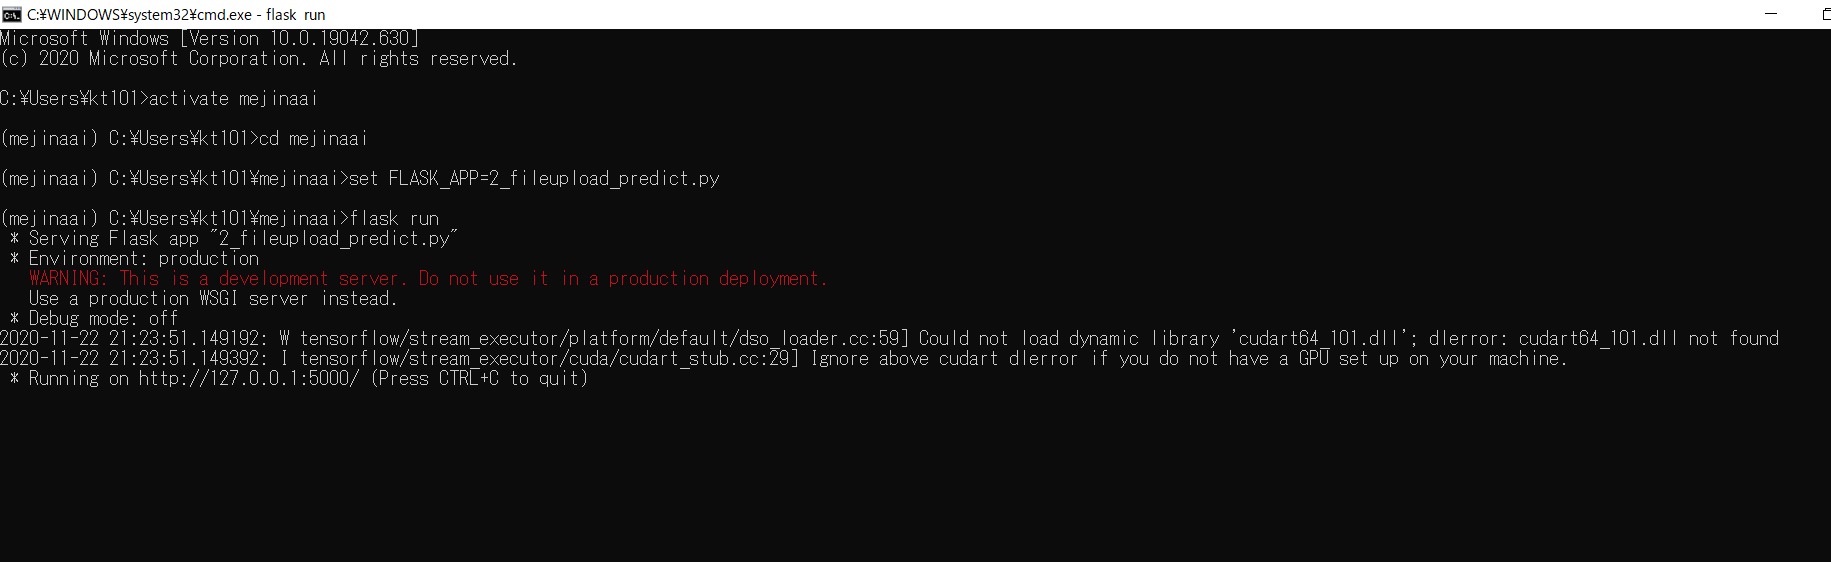 C:¥WINDOWS¥system32¥cmd.exe - flask  run
Microsoft Windows [Version 10.0.19042.630]
(c) 2020 Microsoft Corporation. All rights reserved.
C:¥Users¥kt101>activate mejinaai
(mejinaai) C:¥Users¥kt101>cd mejinaai
(mejinaai) C:¥Users¥kt101¥mejinaai>set FLASK_APP=2_fileupload_predict.py
(mejinaai) C:¥Users¥kt101¥mejinaai>flask run
 * Serving Flask app "2_fileupload_predict.py"
 * Environment: production
   WARNING: This is a development server. Do not use it in a production deployment.
   Use a production WSGI server instead.
 * Debug mode: off
2020-11-22 21:23:51.149192: W tensorflow/stream_executor/platform/default/dso_loader.cc:59] Could not load dynamic library 'cudart64_101.dll'; dlerror: cudart64_101.dll not found
2020-11-22 21:23:51.149392: I tensorflow/stream_executor/cuda/cudart_stub.cc:29] Ignore above cudart dlerror if you do not have a GPU set up on your machine.
 * Running on http://127.0.0.1:5000/ (Press CTRL+C to quit)